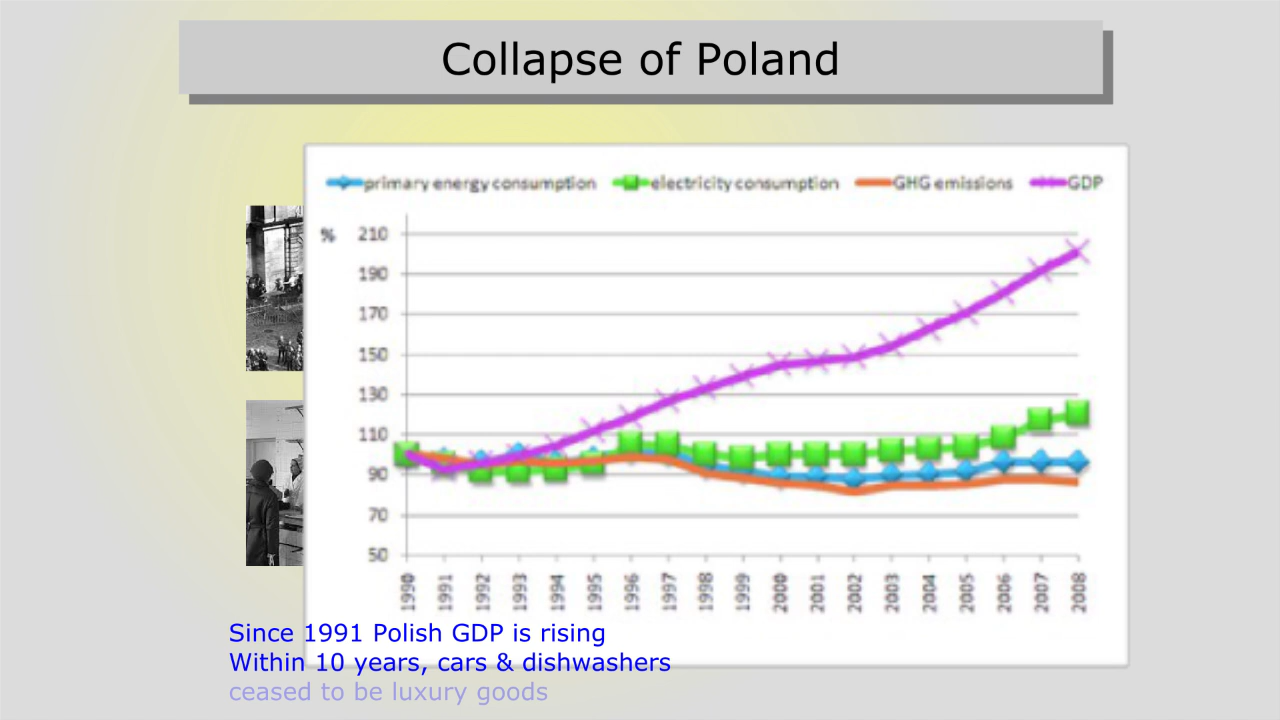 Collapse of Poland
primary energy consumption electricity consumption GHG emissions GDP
%
210
190
170
150
130
110
90
70
50
1990 1991 1992 1993 1994 1995 1996 1997 1998 1999 2000 2001 2002 2003 2004 2005 2006 2007 2008
Since 1991 Polish GDP is rising
Within 10 years, cars & dishwashers
ceased to be luxury goods